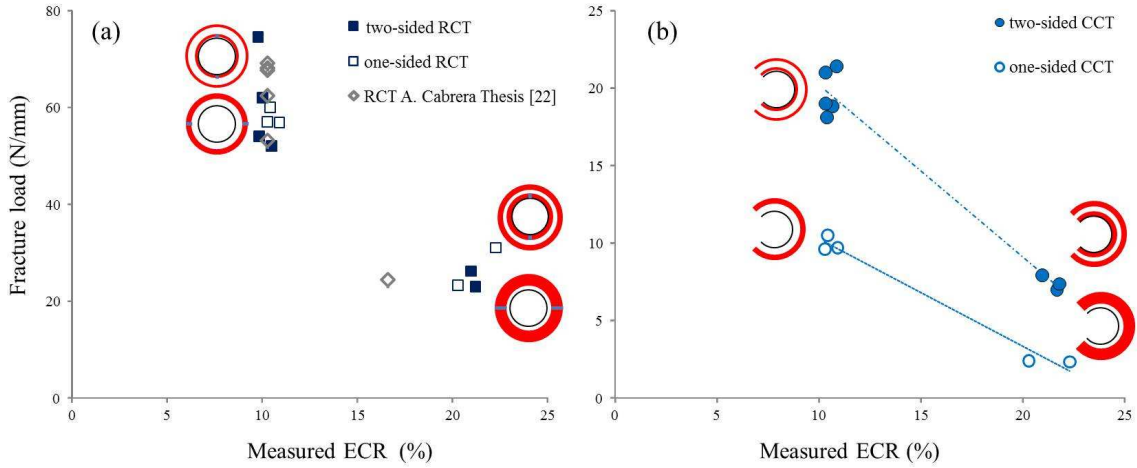 (a)
two-sided RCT
one-sided RCT
RCT A. Cabrera Thesis [22]
Fracture load (N/mm)
80
60
40
20
0
0 5 10 15 20 25
Measured ECR (%)
(b)
two-sided CCT
one-sided CCT
25
20
15
10
5
0
0 5 10 15 20 25
Measured ECR (%)